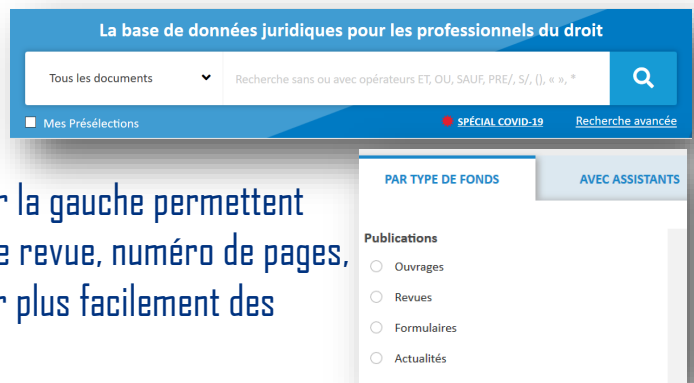 La base de données juridiques pour les professionnels du droit
Tous les documents
Recherche sans ou avec opérateurs ET, OU, SAUF, PRE/, S/, (), « », *
Mes Présélections
SPÉCIAL COVID-19
Recherche avancée
r la gauche permettent
e revue, numéro de pages,
r plus facilement des
PAR TYPE DE FONDS
AVEC ASSISTANTS
Publications
Ouvrages
Revues
Formulaires
Actualités